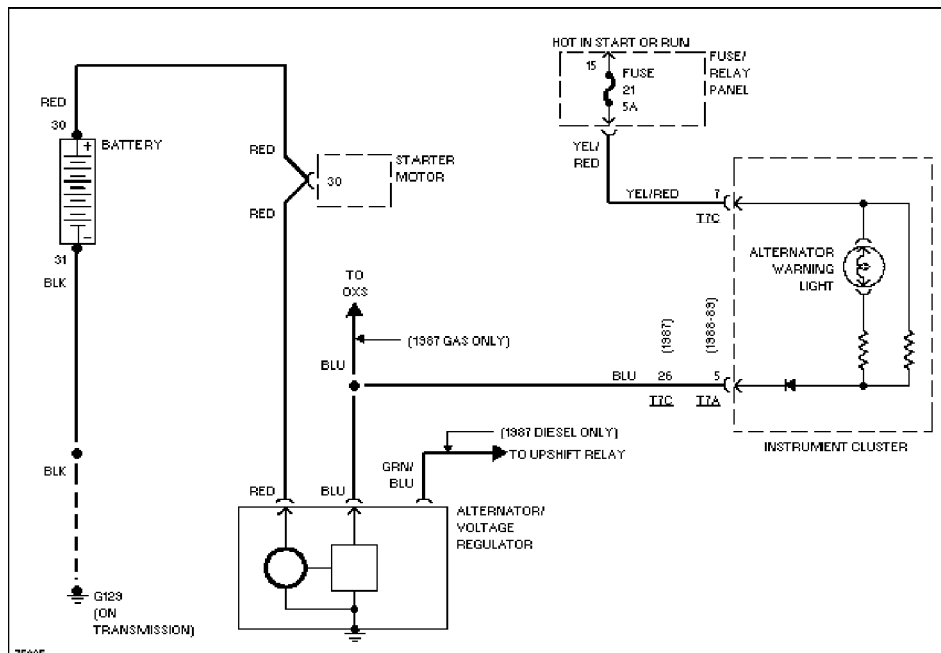 HOT IN START OR RUN
15
FUSE
21
5A
FUSE/
RELAY
PANEL
RED
30
BATTERY
+
–
31
BLK
BLK
G129
(ON
TRANSMISSION)
RED
RED
30
STARTER
MOTOR
YEL/
RED
YEL/RED
7
T7C
ALTERNATOR
WARNING
LIGHT
TO
OXS
(1987 GAS ONLY)
BLU
BLU
26
5
(1987)
(1988-89)
T7C
T7A
INSTRUMENT CLUSTER
(1987 DIESEL ONLY)
TO UPSHIFT RELAY
GRN/
BLU
RED
BLU
ALTERNATOR/
VOLTAGE
REGULATOR